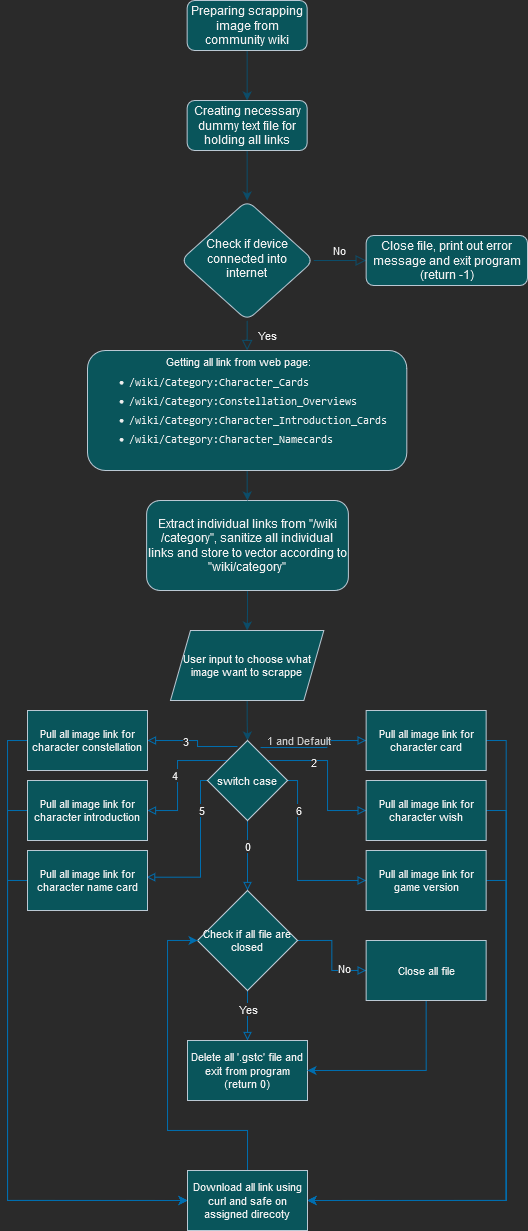 Preparing scrapping
image from
community wiki
Creating necessary
dummy text file for
holding all links
Check if device
connected into
internet
No
Close file, print out error
message and exit program
(return -1)
Yes
Getting all link from web page:
• /wiki/Category:Character_Cards
• /wiki/Category:Constellation_Overviews
• /wiki/Category:Character_Introduction_Cards
• /wiki/Category:Character_Namecards
Extract individual links from "/wiki
/category", sanitize all individual
links and store to vector according to
"wiki/category"
User input to choose what
image want to scrappe
Pull all image link for
character constellation
3
1 and Default
Pull all image link for
character card
4
switch case
2
Pull all image link for
character introduction
5
6
Pull all image link for
character wish
Pull all image link for
character name card
0
Pull all image link for
game version
Check if all file are
closed
No
Close all file
Yes
Delete all '.gstc' file and
exit from program
(return 0)
Download all link using
curl and safe on
assigned direcoty